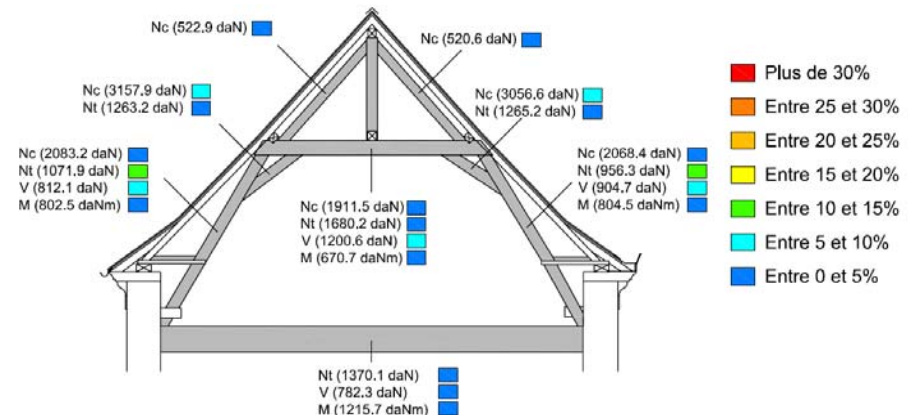 Nc (522.9 daN)
Nc (520.6 daN)
Nc (3157.9 daN)
Nt (1263.2 daN)
Nc (3056.6 daN)
Nt (1265.2 daN)
Nc (2083.2 daN)
Nt (1071.9 daN)
V (812.1 daN)
M (802.5 daNm)
Nc (2068.4 daN)
Nt (956.3 daN)
V (904.7 daN)
M (804.5 daNm)
Nc (1911.5 daN)
Nt (1680.2 daN)
V (1200.6 daN)
M (670.7 daNm)
Nt (1370.1 daN)
V (782.3 daN)
M (1215.7 daNm)
Plus de 30%
Entre 25 et 30%
Entre 20 et 25%
Entre 15 et 20%
Entre 10 et 15%
Entre 5 et 10%
Entre 0 et 5%